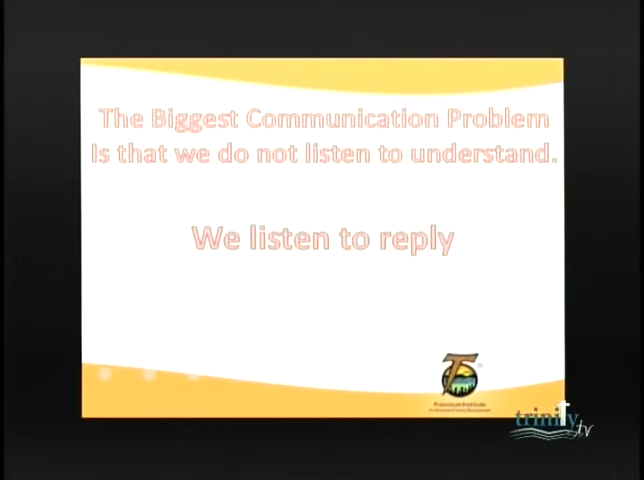 The Biggest Communication Problem
Is that we do not listen to understand.
We listen to reply
trinity
tv